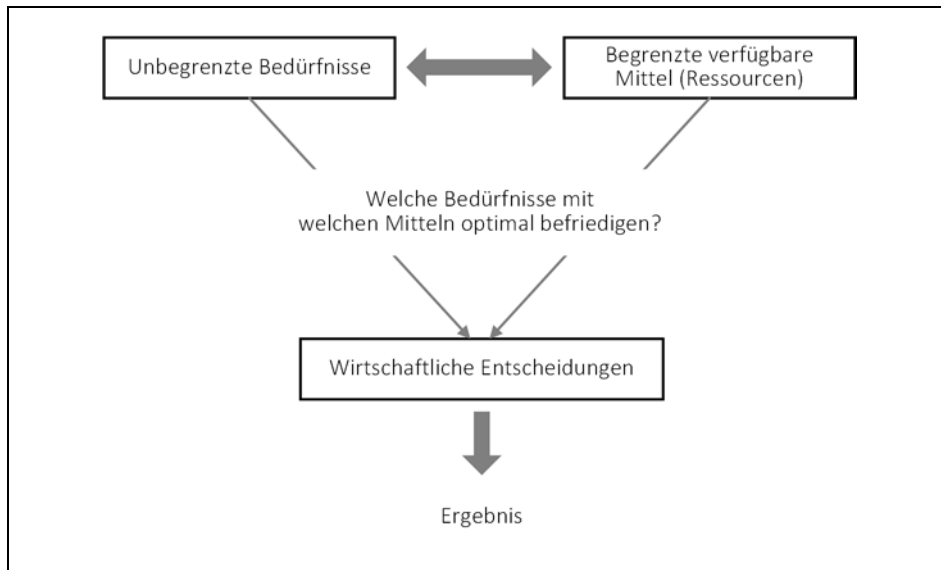 Unbegrenzte Bedürfnisse
Begrenzte verfügbare
Mittel (Ressourcen)
Welche Bedürfnisse mit
welchen Mitteln optimal befriedigen?
Wirtschaftliche Entscheidungen
Ergebnis